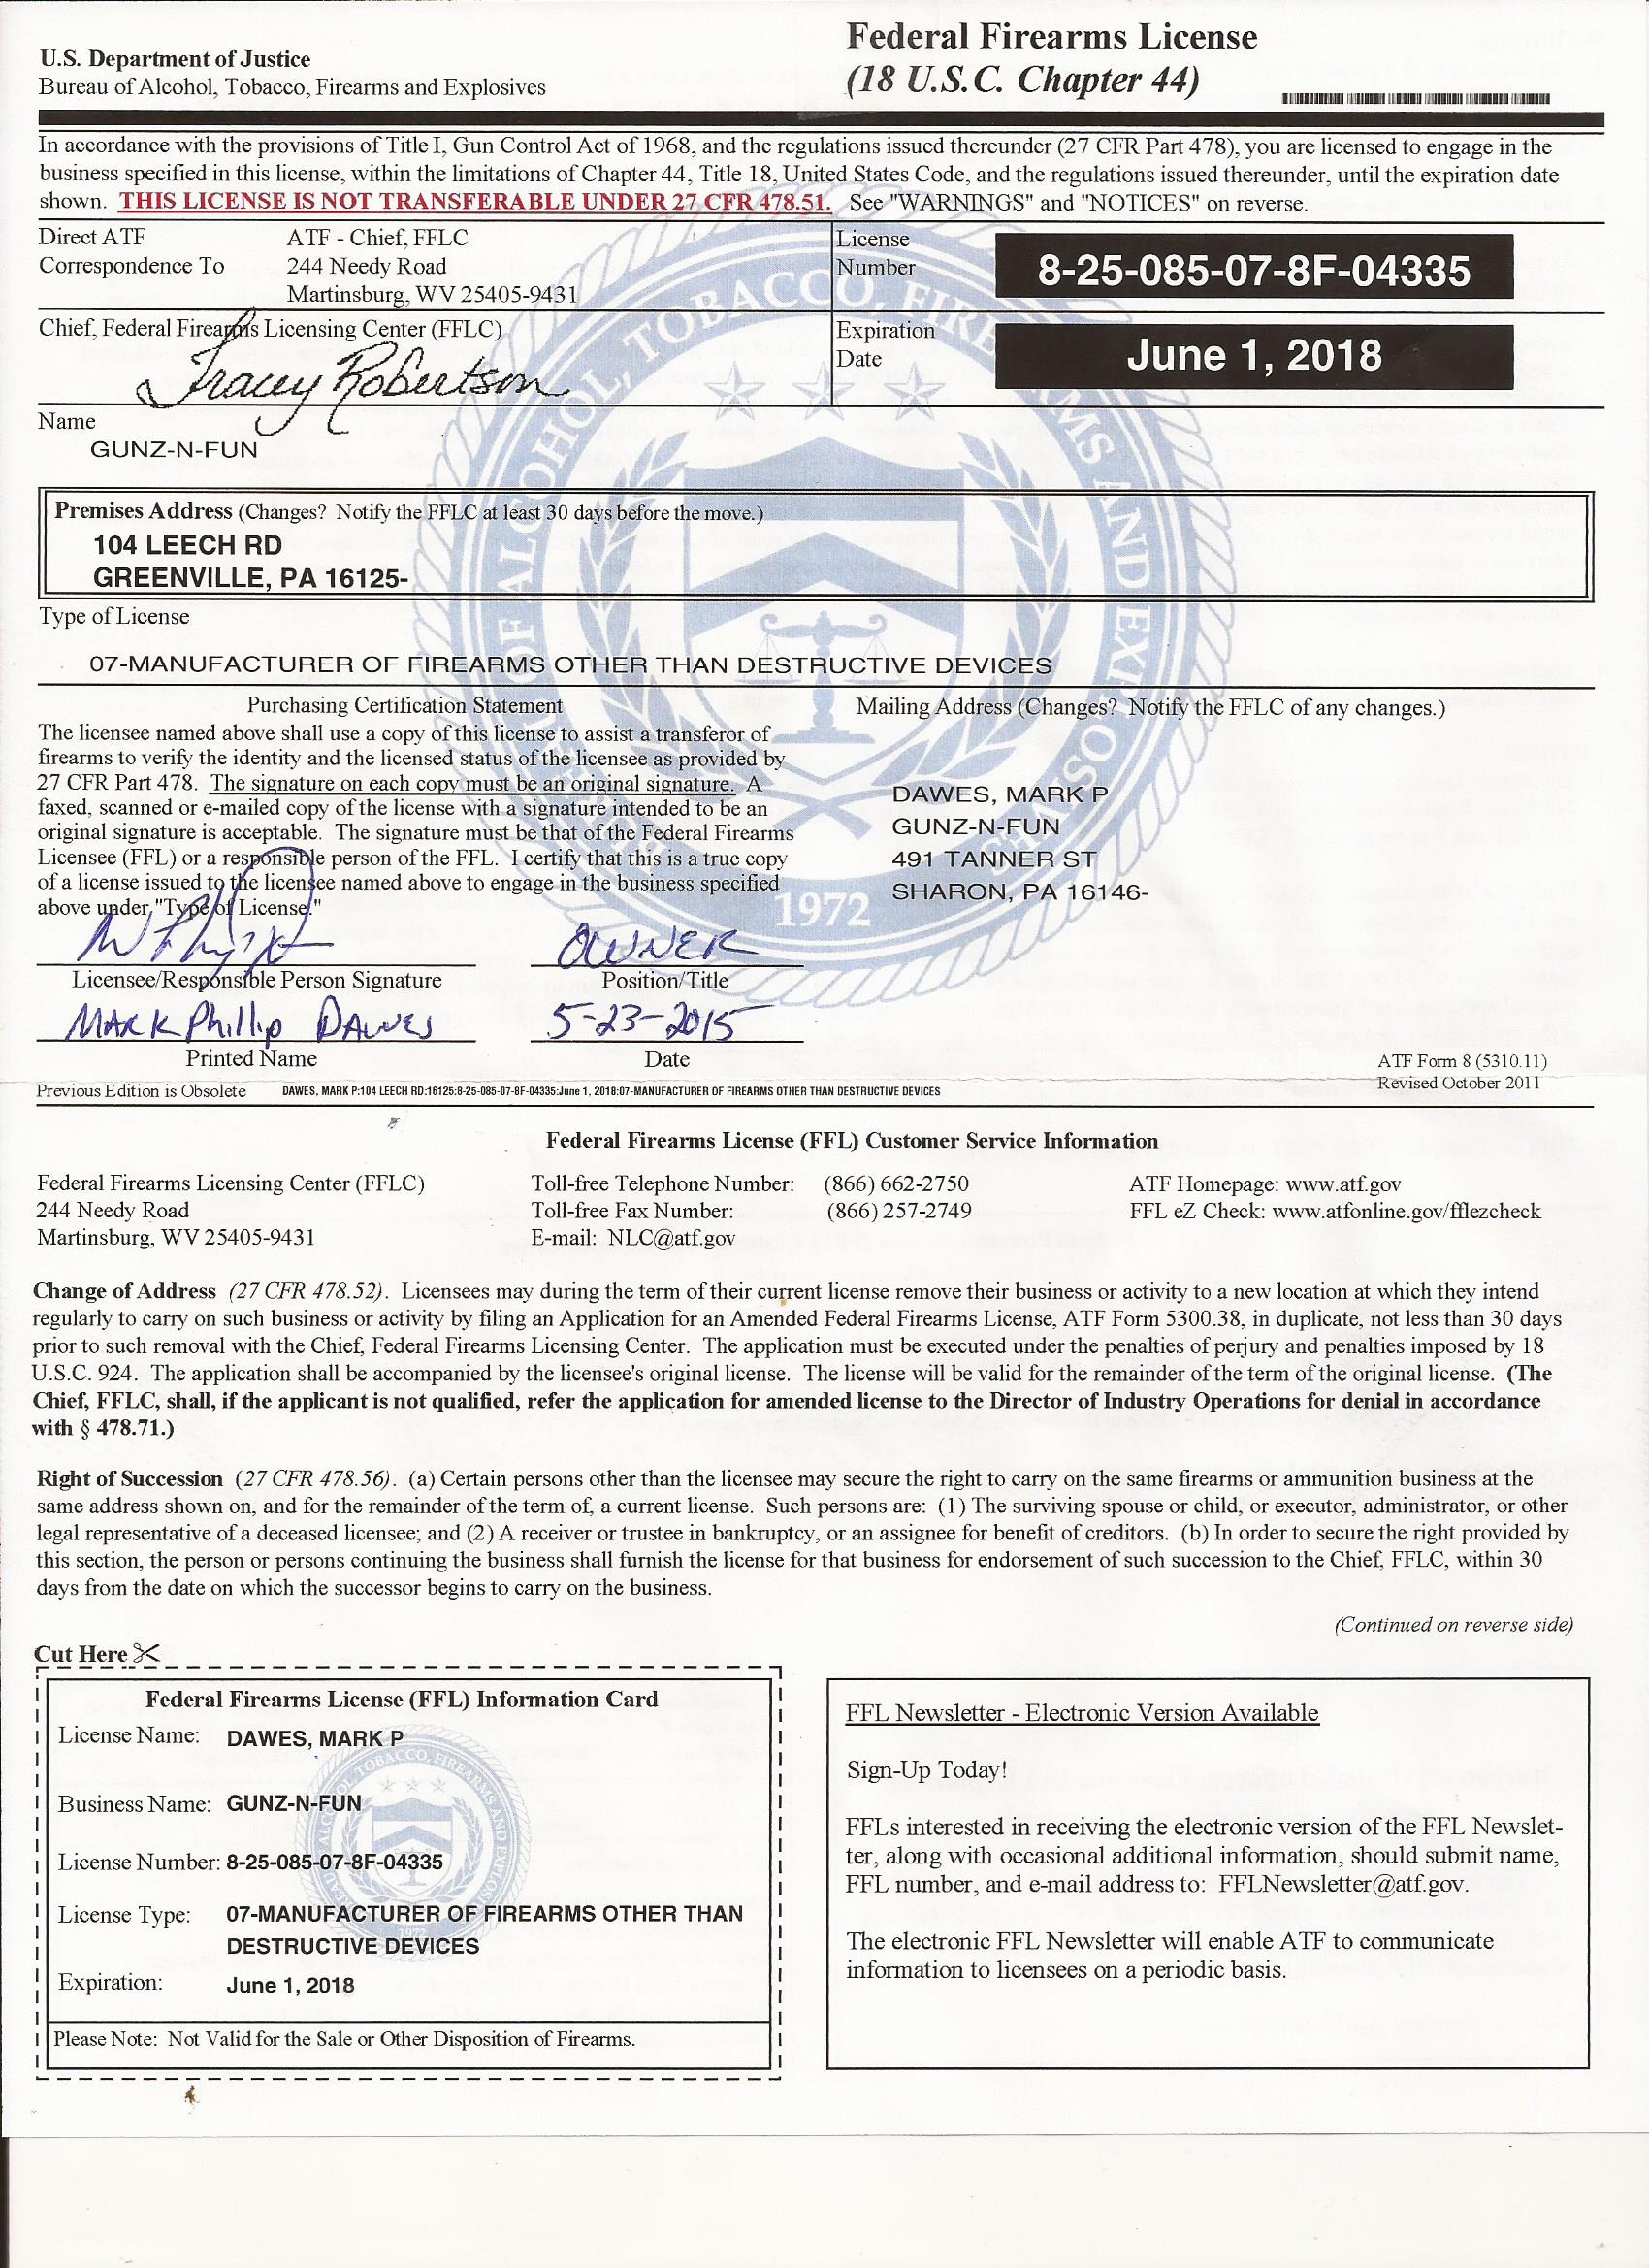 U.S. Department of Justice
Bureau of Alcohol, Tobacco, Firearms and Explosives
Federal Firearms License
(18 U.S.C. Chapter 44)
In accordance with the provisions of Title I, Gun Control Act of 1968, and the regulations issued thereunder (27 CFR Part 478), you are licensed to engage in the
business specified in this license, within the limitations of Chapter 44, Title 18, United States Code, and the regulations issued thereunder, until the expiration date
shown. THIS LICENSE IS NOT TRANSFERABLE UNDER 27 CFR 478.51. See "WARNINGS" and "NOTICES" on reverse.
Direct ATF
Correspondence To
ATF - Chief, FFLC
244 Needy Road
Martinsburg, WV 25405-9431
License
Number
8-25-085-07-8F-04335
Chief, Federal Firearms Licensing Center (FFLC)
Tracey Robertson
Expiration
Date
June 1, 2018
Name
GUNZ-N-FUN
Premises Address (Changes? Notify the FFLC at least 30 days before the move.)
104 LEECH RD
GREENVILLE, PA 16125-
Type of License
07-MANUFACTURER OF FIREARMS OTHER THAN DESTRUCTIVE DEVICES
Purchasing Certification Statement
The licensee named above shall use a copy of this license to assist a transferor of
firearms to verify the identity and the licensed status of the licensee as provided by
27 CFR Part 478. The signature on each copy must be an original signature. A
faxed, scanned or e-mailed copy of the license with a signature intended to be an
original signature is acceptable. The signature must be that of the Federal Firearms
Licensee (FFL) or a responsible person of the FFL. I certify that this is a true copy
of a license issued to the licensee named above to engage in the business specified
above under "Type of License."
Mailing Address (Changes? Notify the FFLC of any changes.)
DAWES, MARK P
GUNZ-N-FUN
491 TANNER ST
SHARON, PA 16146-
1972
OWNER
Licensee/Responsible Person Signature
Position/Title
MARK Phillip DAWES
5-23-2015
Printed Name
Date
ATF Form 8 (5310.11)
Revised October 2011
Previous Edition is Obsolete
DAWES, MARK P:104 LEECH RD:16125:8-25-085-07-8F-04335:June 1, 2018:07-MANUFACTURER OF FIREARMS OTHER THAN DESTRUCTIVE DEVICES
Federal Firearms License (FFL) Customer Service Information
Federal Firearms Licensing Center (FFLC)
244 Needy Road
Martinsburg, WV 25405-9431
Toll-free Telephone Number: (866) 662-2750
Toll-free Fax Number: (866) 257-2749
E-mail: NLC@atf.gov
ATF Homepage: www.atf.gov
FFL eZ Check: www.atfonline.gov/fflezcheck
Change of Address (27 CFR 478.52). Licensees may during the term of their current license remove their business or activity to a new location at which they intend
regularly to carry on such business or activity by filing an Application for an Amended Federal Firearms License, ATF Form 5300.38, in duplicate, not less than 30 days
prior to such removal with the Chief, Federal Firearms Licensing Center. The application must be executed under the penalties of perjury and penalties imposed by 18
U.S.C. 924. The application shall be accompanied by the licensee's original license. The license will be valid for the remainder of the term of the original license. (The
Chief, FFLC, shall, if the applicant is not qualified, refer the application for amended license to the Director of Industry Operations for denial in accordance
with § 478.71.)
Right of Succession (27 CFR 478.56). (a) Certain persons other than the licensee may secure the right to carry on the same firearms or ammunition business at the
same address shown on, and for the remainder of the term of, a current license. Such persons are: (1) The surviving spouse or child, or executor, administrator, or other
legal representative of a deceased licensee; and (2) A receiver or trustee in bankruptcy, or an assignee for benefit of creditors. (b) In order to secure the right provided by
this section, the person or persons continuing the business shall furnish the license for that business for endorsement of such succession to the Chief, FFLC, within 30
days from the date on which the successor begins to carry on the business.
(Continued on reverse side)
Cut Here
Federal Firearms License (FFL) Information Card
License Name: DAWES, MARK P
Business Name: GUNZ-N-FUN
License Number: 8-25-085-07-8F-04335
License Type: 07-MANUFACTURER OF FIREARMS OTHER THAN
DESTRUCTIVE DEVICES
Expiration: June 1, 2018
Please Note: Not Valid for the Sale or Other Disposition of Firearms.
FFL Newsletter - Electronic Version Available
Sign-Up Today!
FFLs interested in receiving the electronic version of the FFL Newslet-
ter, along with occasional additional information, should submit name,
FFL number, and e-mail address to: FFLNewsletter@atf.gov.
The electronic FFL Newsletter will enable ATF to communicate
information to licensees on a periodic basis.